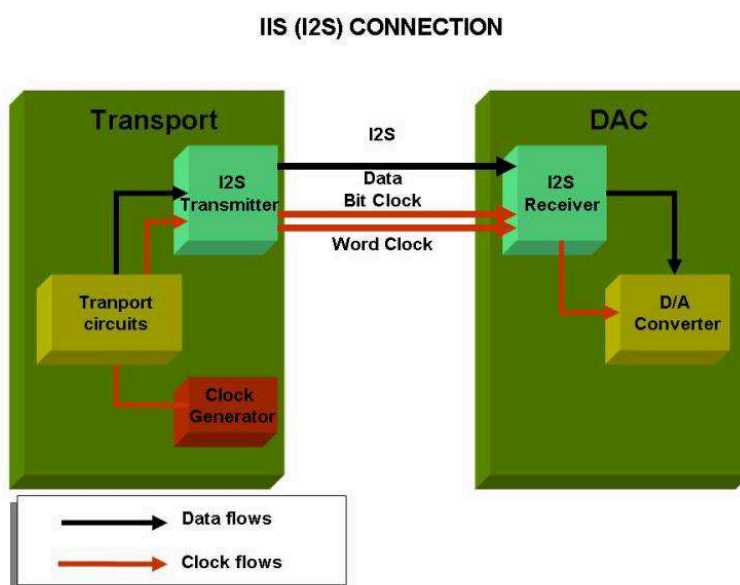 IIS (I2S) CONNECTION
Transport
I2S
DAC
I2S
Transmitter
Data
Bit Clock
Word Clock
I2S
Receiver
Tranport
circuits
D/A
Converter
Clock
Generator
Data flows
Clock flows